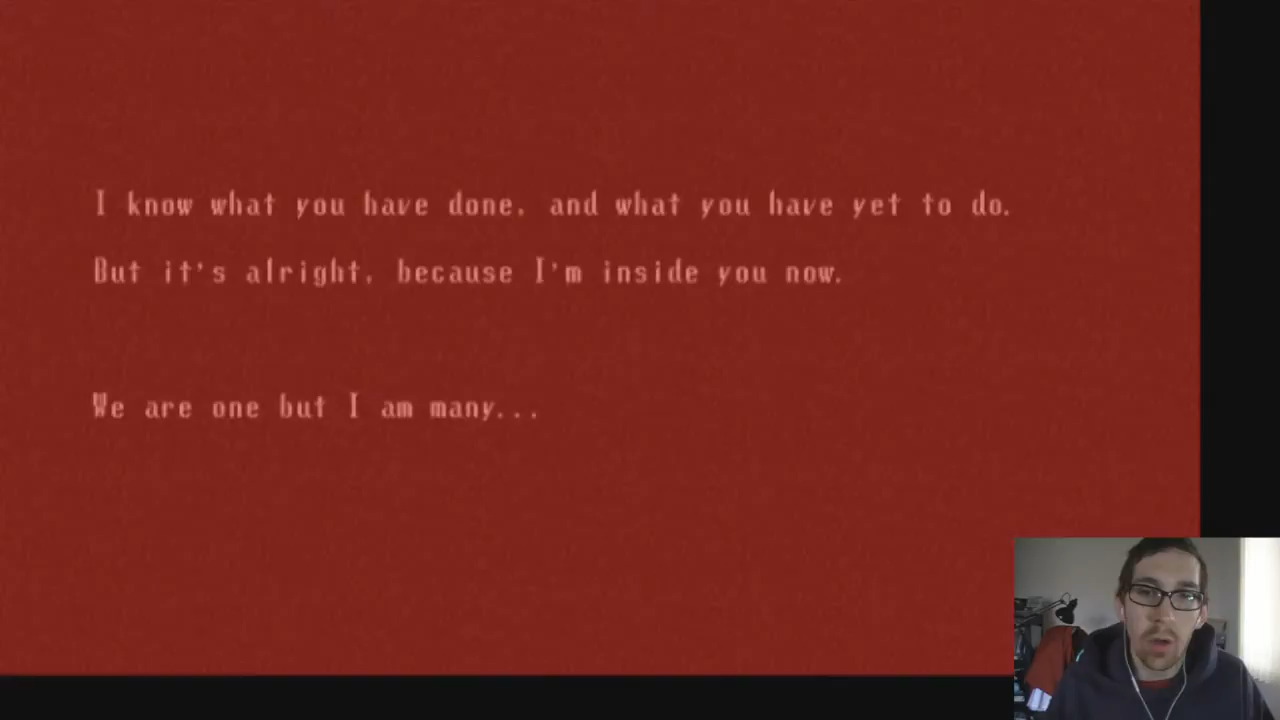 I know what you have done, and what you have yet to do.
But it's alright, because I'm inside you now.
We are one but I am many...